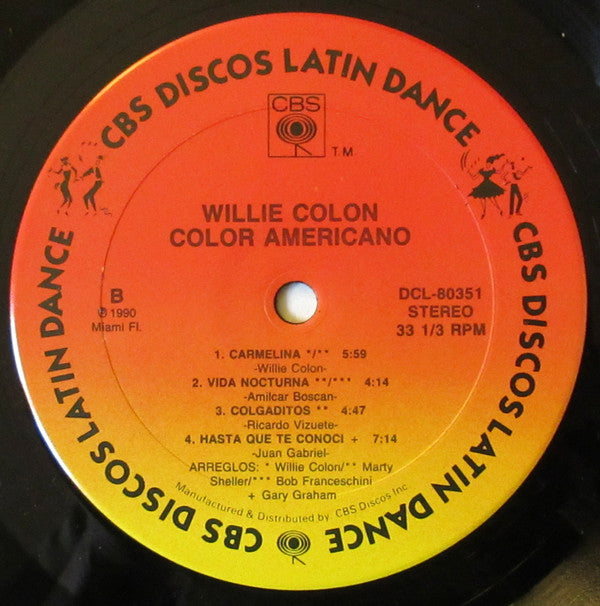 CBS DISCOS LATIN DANCE
CBS DISCOS LATIN DANCE
CBS DISCOS LATIN DANCE
CBS
T.M.
WILLIE COLON
COLOR AMERICANO
B
℗ 1990
Miami Fl.
DCL-80351
STEREO
33 1/3 RPM
1. CARMELINA */** 5:59
-Willie Colon-
2. VIDA NOCTURNA **/*** 4:14
-Amilcar Boscan-
3. COLGADITOS ** 4:47
-Ricardo Vizuete-
4. HASTA QUE TE CONOCI + 7:14
-Juan Gabriel-
ARREGLOS: * Willie Colon/** Marty
Sheller/*** Bob Franceschini
+ Gary Graham
Manufactured & Distributed by: CBS Discos Inc.